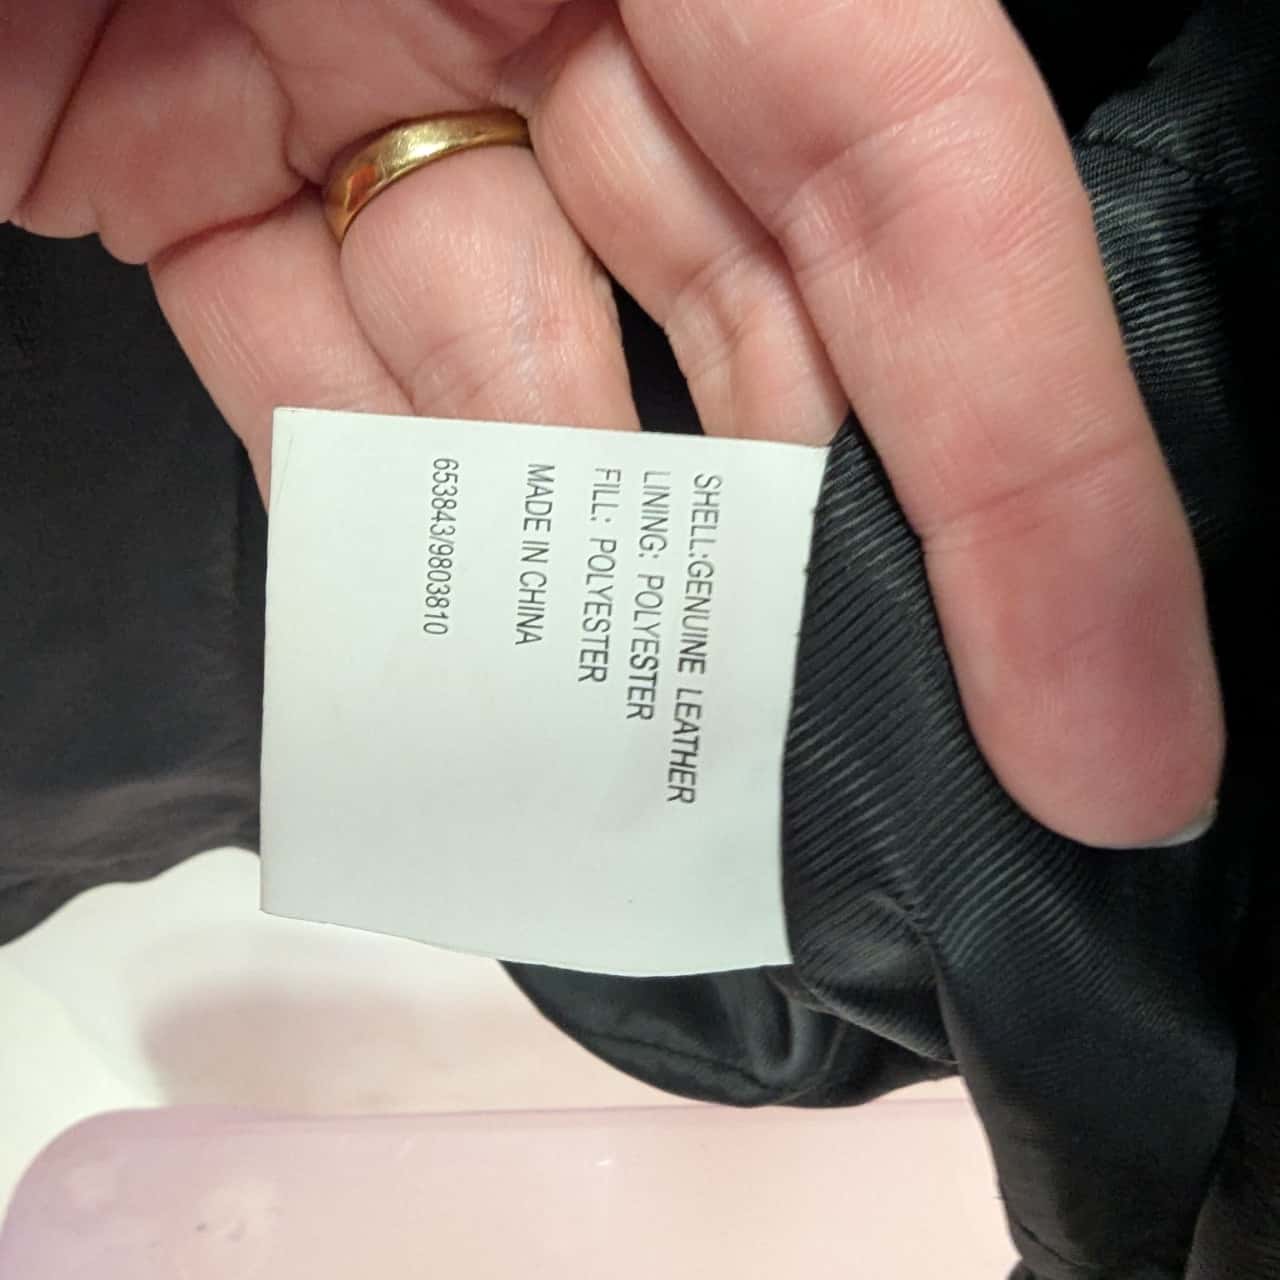 SHELL:GENUINE LEATHER
LINING: POLYESTER
FILL: POLYESTER
MADE IN CHINA
653843/9803810